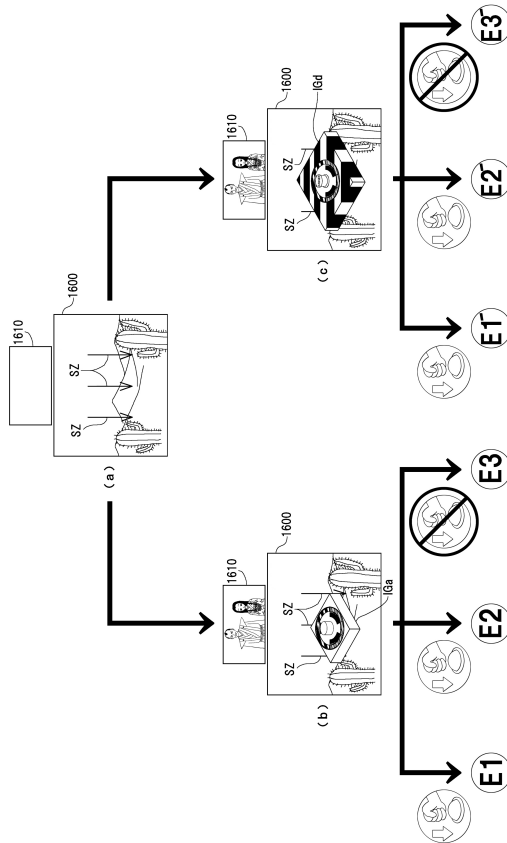 1610
1600
SZ
SZ
(a)
1610
1600
SZ
SZ
IGa
(b)
1610
1600
SZ
SZ
IGd
(c)
E1
E2
E3
E1′
E2′
E3′